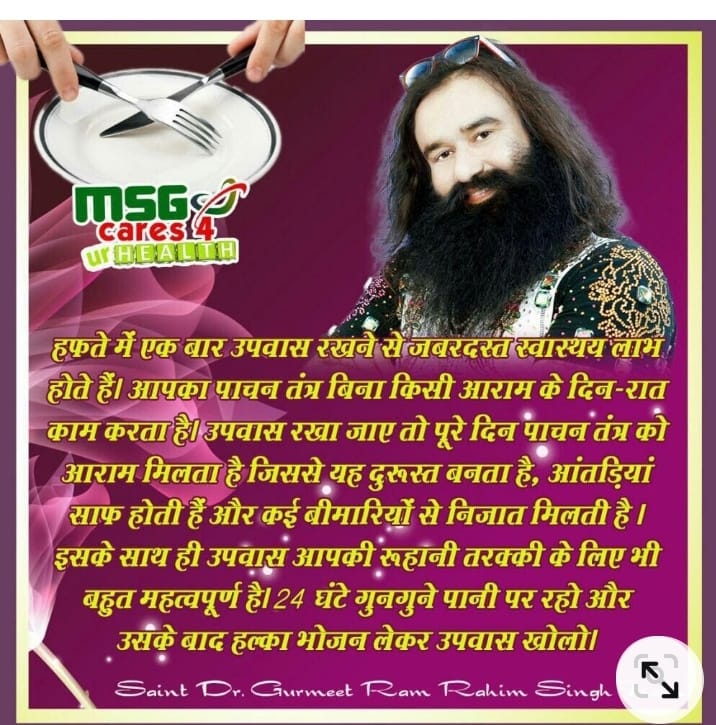 MSG
cares 4
ur HEALTH
हफ्ते में एक बार उपवास रखने से जबरदस्त स्वास्थय लाभ
होते हैं। आपका पाचन तंत्र बिना किसी आराम के दिन-रात
काम करता है। उपवास रखा जाए तो पूरे दिन पाचन तंत्र को
आराम मिलता है जिससे यह दुरूस्त बनता है, आंतड़ियां
साफ होती हैं और कई बीमारियों से निजात मिलती है।
इसके साथ ही उपवास आपकी रूहानी तरक्की के लिए भी
बहुत महत्वपूर्ण है। 24 घंटे गुनगुने पानी पर रहो और
उसके बाद हल्का भोजन लेकर उपवास खोलो।
Saint Dr. Gurmeet Ram Rahim Singh